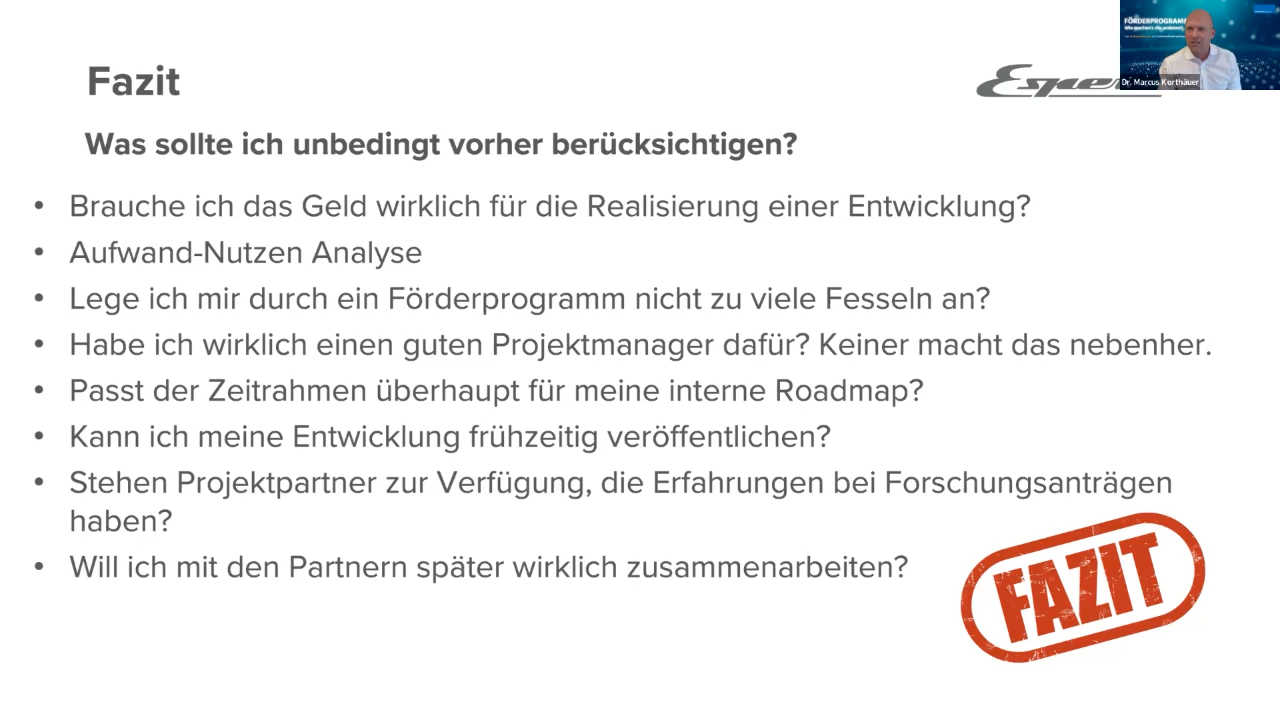 Fazit
FÖRDERPROGRAMM
Dr. Marcus Korthäuer
Was sollte ich unbedingt vorher berücksichtigen?
• Brauche ich das Geld wirklich für die Realisierung einer Entwicklung?
• Aufwand-Nutzen Analyse
• Lege ich mir durch ein Förderprogramm nicht zu viele Fesseln an?
• Habe ich wirklich einen guten Projektmanager dafür? Keiner macht das nebenher.
• Passt der Zeitrahmen überhaupt für meine interne Roadmap?
• Kann ich meine Entwicklung frühzeitig veröffentlichen?
• Stehen Projektpartner zur Verfügung, die Erfahrungen bei Forschungsanträgen
haben?
• Will ich mit den Partnern später wirklich zusammenarbeiten?
FAZIT